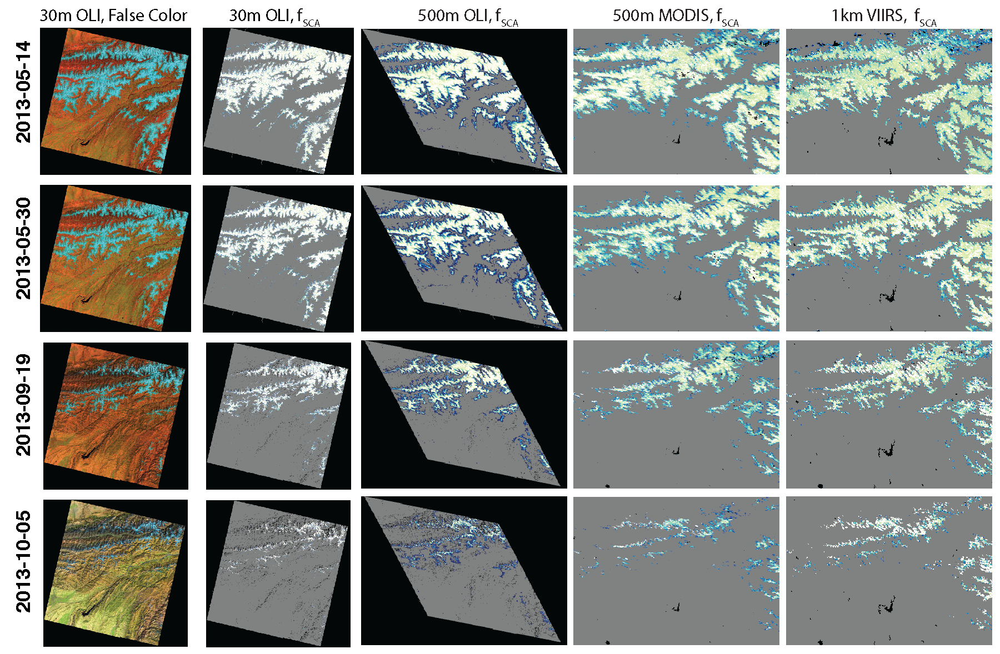 30m OLI, False Color
30m OLI, fSCA
500m OLI, fSCA
500m MODIS, fSCA
1km VIIRS, fSCA
2013-05-14
2013-05-30
2013-09-19
2013-10-05